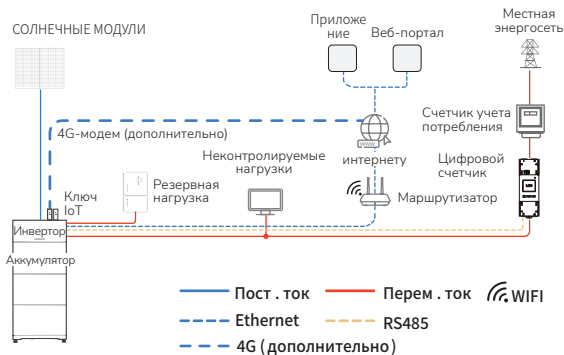 СОЛНЕЧНЫЕ МОДУЛИ
Приложе
ние
Веб-портал
Местная
энергосеть
4G-модем (дополнительно)
Счетчик учета
потребления
Неконтролируемые
нагрузки
интернету
Цифровой
счетчик
Ключ
IoT
Резервная
нагрузка
Маршрутизатор
Инвертор
Аккумулятор
Пост . ток
Перем . ток
WIFI
Ethernet
RS485
4G (дополнительно)